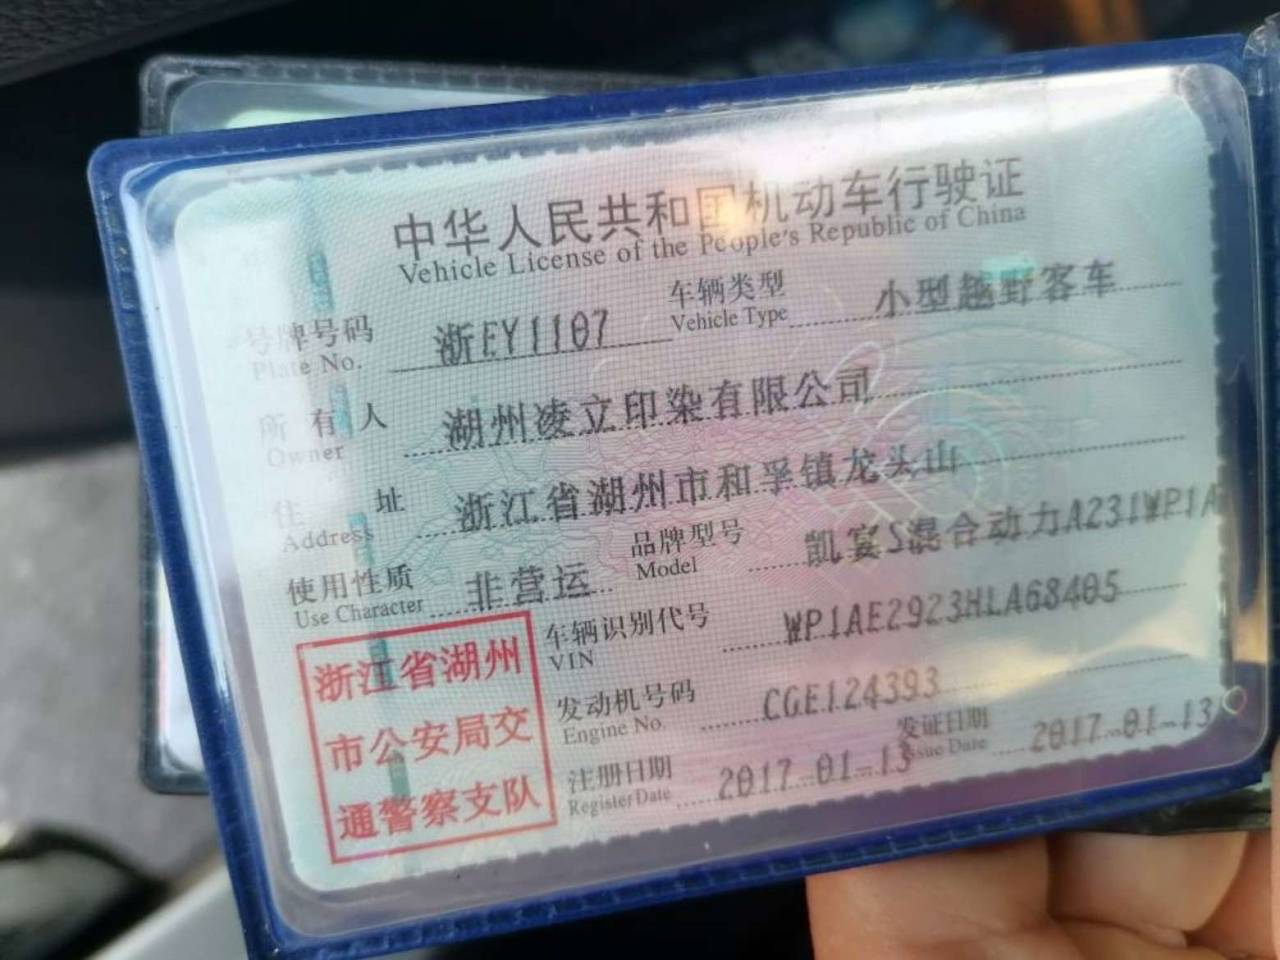 中华人民共和国机动车行驶证
Vehicle License of the People's Republic of China
号牌号码 浙EY1107 车辆类型 小型越野客车
Plate No. Vehicle Type
所有人 湖州凌立印染有限公司
Owner
住址 浙江省湖州市和孚镇龙头山
Address
使用性质 非营运 品牌型号 凯宴S混合动力A231WP1A
Use Character Model
浙江省湖州
市公安局交
通警察支队
车辆识别代号 WP1AE2923HLA68405
VIN
发动机号码 CGE124393
Engine No.
注册日期 2017-01-13 发证日期 2017-01-13
Register Date Issue Date